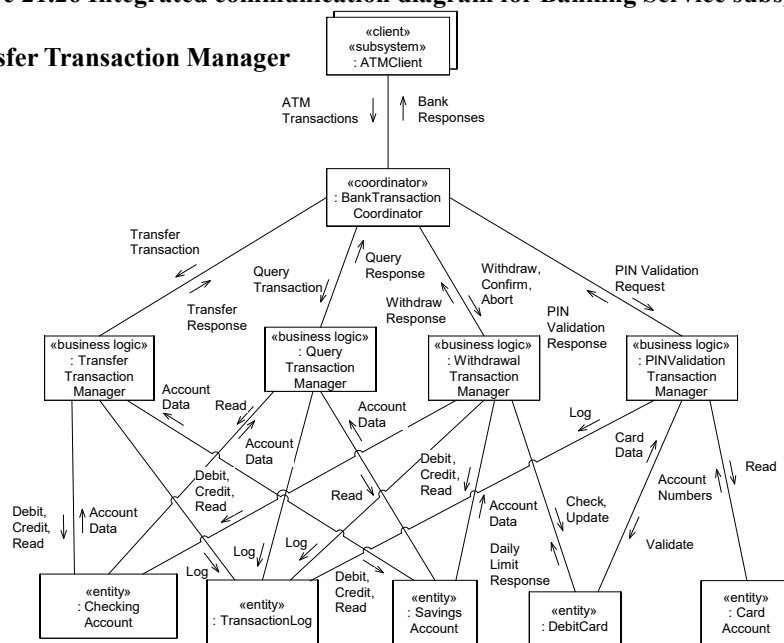 e 21.26 Integrated communication diagram for Banking Service subs
sfer Transaction Manager
«client»
«subsystem»
: ATMClient
ATM
Transactions
Bank
Responses
«coordinator»
: BankTransaction
Coordinator
Transfer
Transaction
Transfer
Response
Query
Transaction
Query
Response
Withdraw
Response
Withdraw,
Confirm,
Abort
PIN
Validation
Response
PIN Validation
Request
«business logic»
: Transfer
Transaction
Manager
«business logic»
: Query
Transaction
Manager
«business logic»
: Withdrawal
Transaction
Manager
«business logic»
: PINValidation
Transaction
Manager
Account
Data
Read
Account
Data
Account
Data
Log
Card
Data
Read
Debit,
Credit,
Read
Account
Data
Debit,
Credit,
Read
Read
Debit,
Credit,
Read
Account
Data
Check,
Update
Account
Numbers
Validate
Log
Log
Log
Debit,
Credit,
Read
Daily
Limit
Response
«entity»
: Checking
Account
«entity»
: TransactionLog
«entity»
: Savings
Account
«entity»
: DebitCard
«entity»
: Card
Account